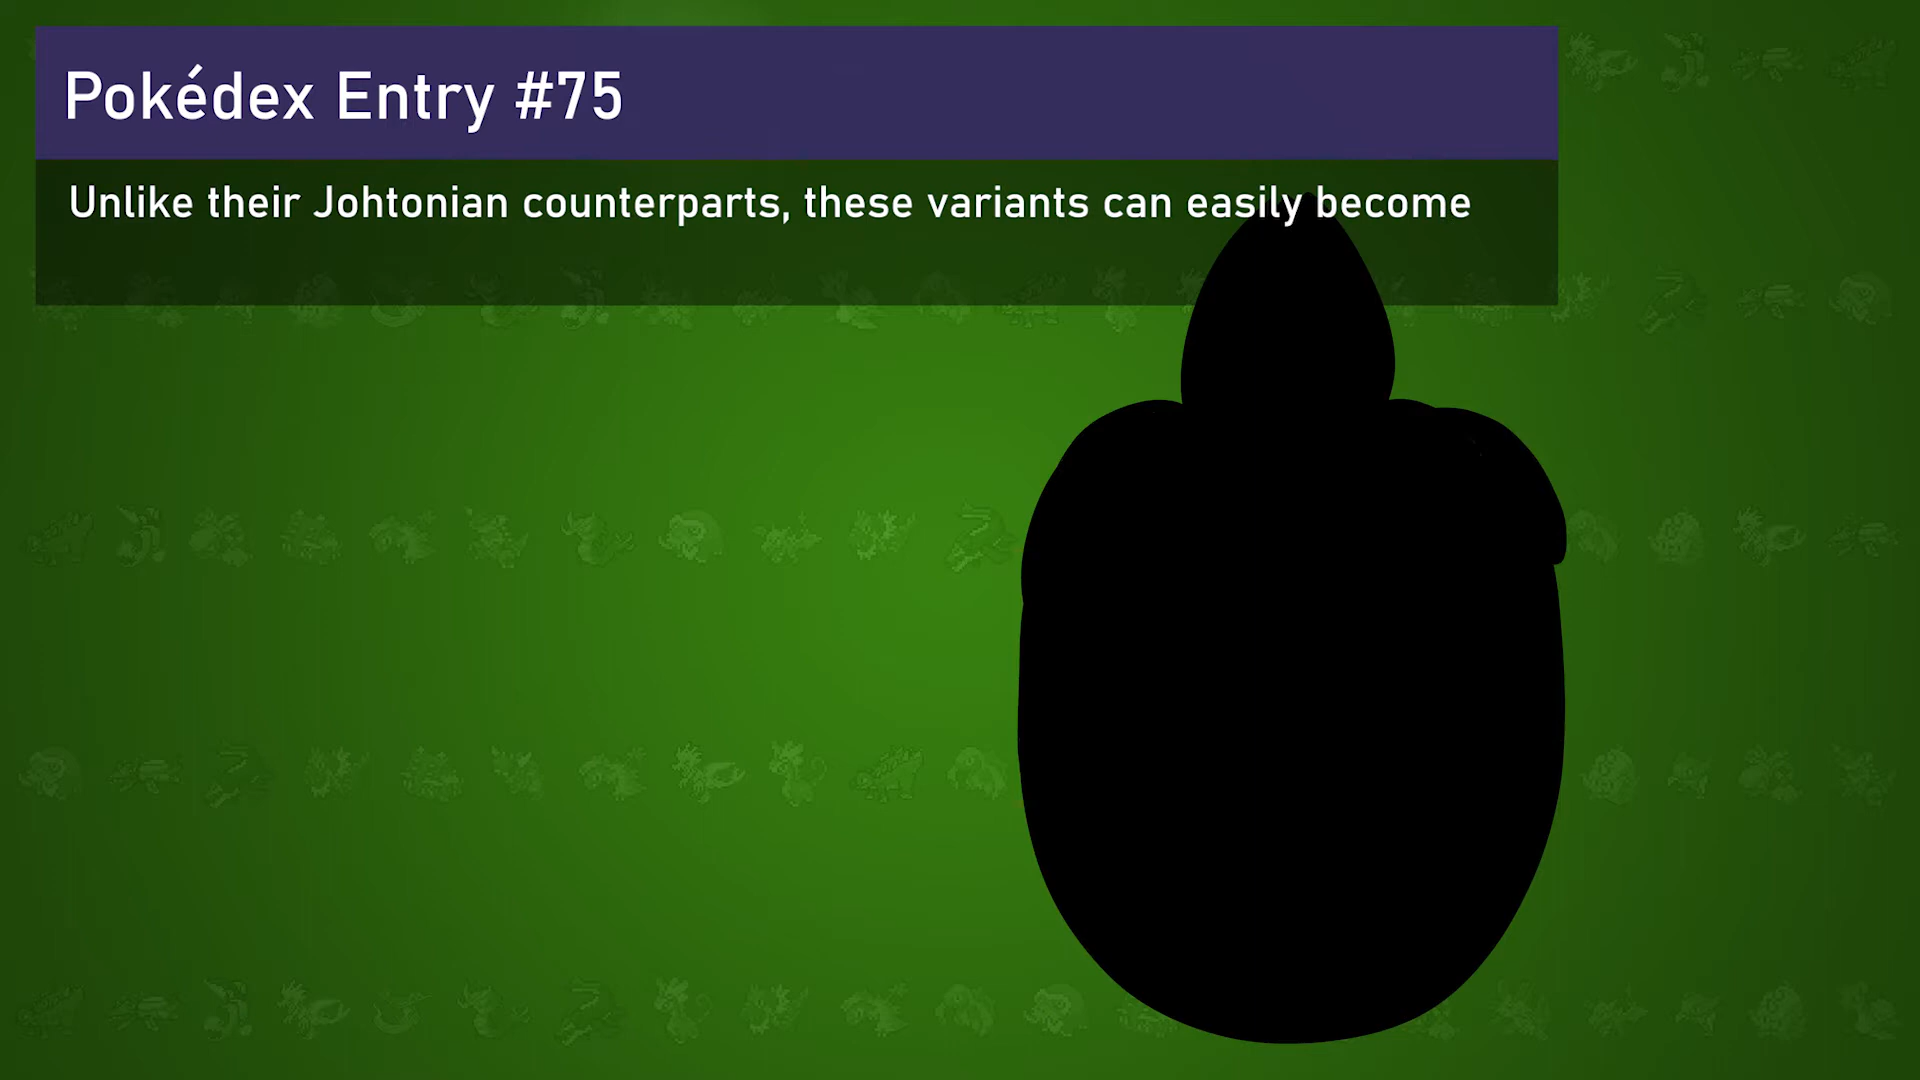 Pokédex Entry #75
Unlike their Johtonian counterparts, these variants can easily become